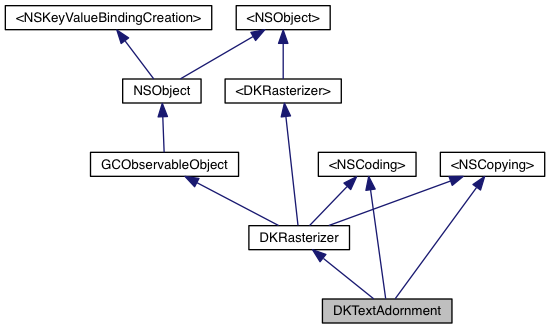 <NSKeyValueBindingCreation>
<NSObject>
NSObject
<DKRasterizer>
GCObservableObject
<NSCoding>
<NSCopying>
DKRasterizer
DKTextAdornment